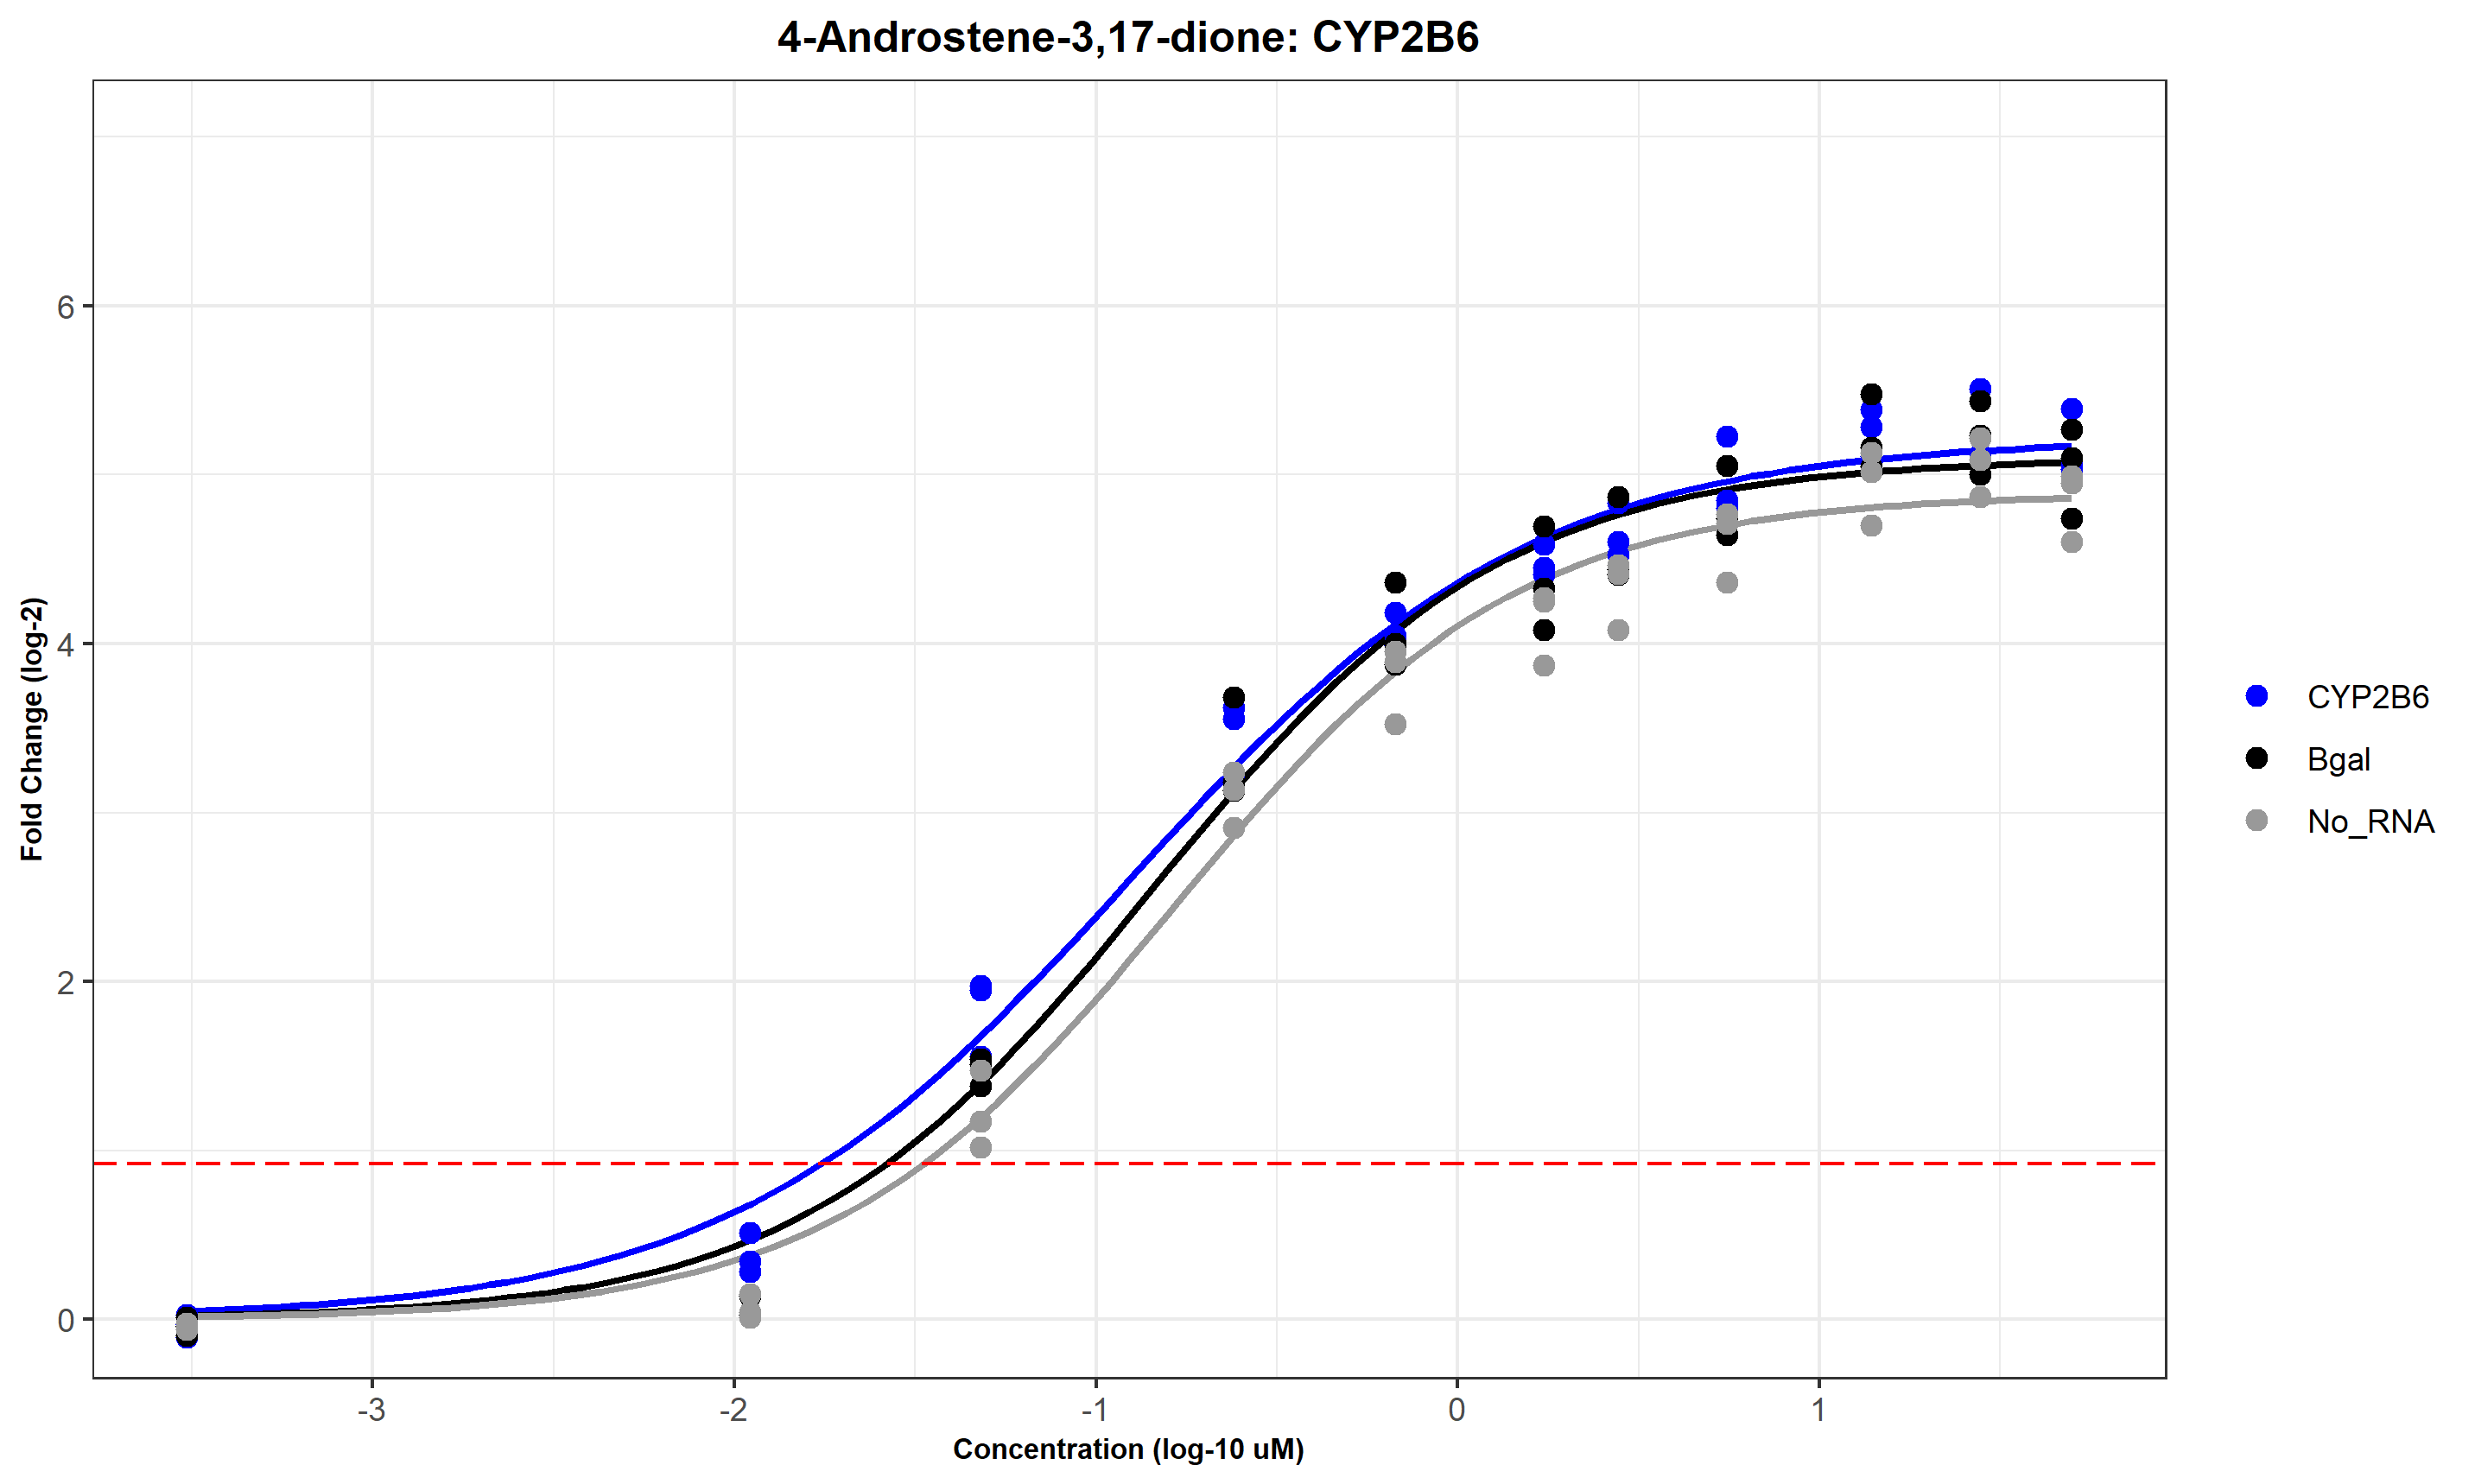 4-Androstene-3,17-dione: CYP2B6
Fold Change (log-2)
6
4
2
0
-3
-2
-1
0
1
Concentration (log-10 uM)
CYP2B6
Bgal
No_RNA